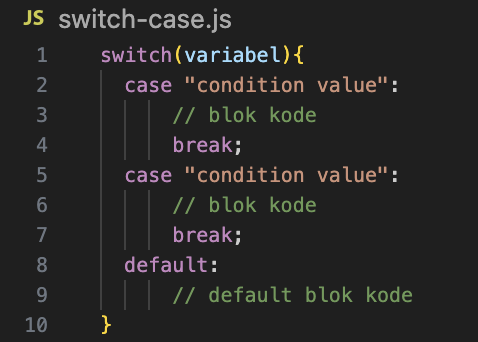 JS switch-case.js
1 switch(variabel){
2 case "condition value":
3 // blok kode
4 break;
5 case "condition value":
6 // blok kode
7 break;
8 default:
9 // default blok kode
10 }